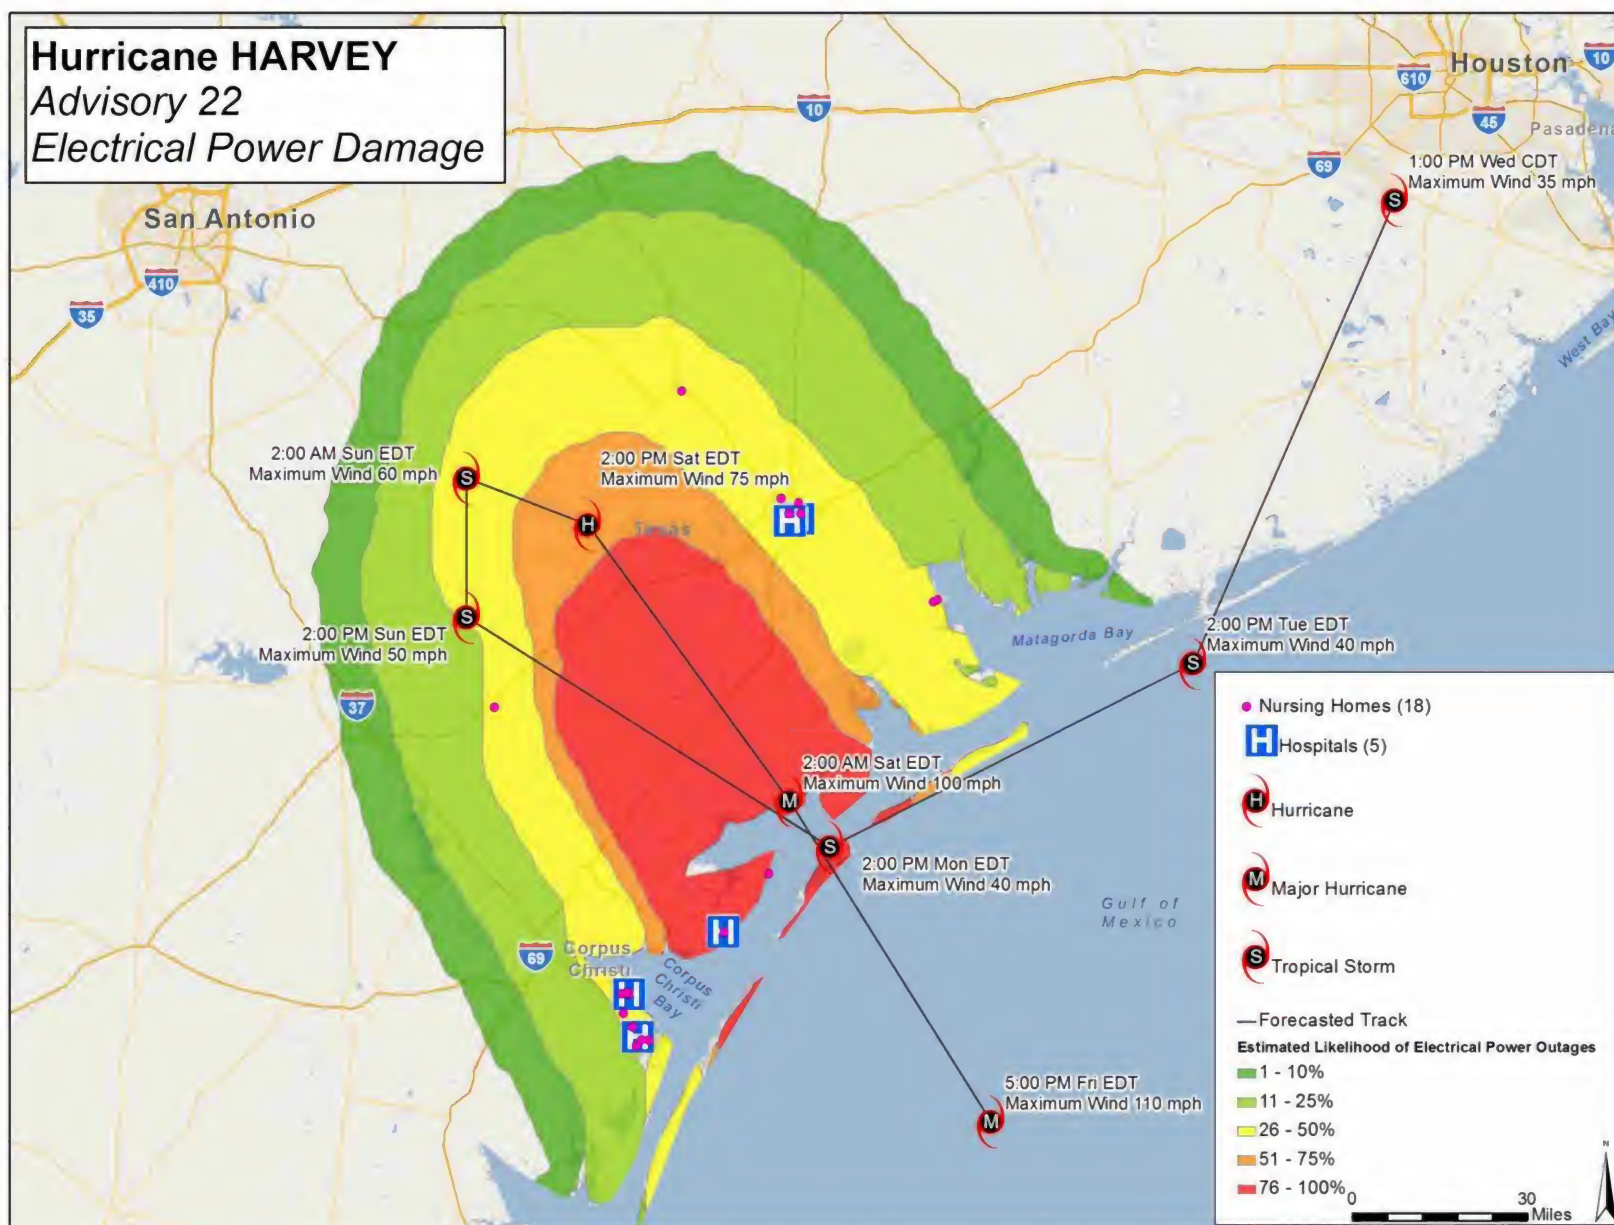 Hurricane HARVEY
Advisory 22
Electrical Power Damage
Houston
10
610
10
45
Pasadena
69
1:00 PM Wed CDT
Maximum Wind 35 mph
San Antonio
410
35
West Bay
2:00 AM Sun EDT
Maximum Wind 60 mph
S
2:00 PM Sat EDT
Maximum Wind 75 mph
H
Texas
H
S
2:00 PM Sun EDT
Maximum Wind 50 mph
S
Matagorda Bay
2:00 PM Tue EDT
Maximum Wind 40 mph
S
37
2:00 AM Sat EDT
Maximum Wind 100 mph
M
S
2:00 PM Mon EDT
Maximum Wind 40 mph
Gulf of
Mexico
H
69
Corpus
Christi
Corpus
Christi
Bay
H
H
5:00 PM Fri EDT
Maximum Wind 110 mph
M
Nursing Homes (18)
H Hospitals (5)
H Hurricane
M Major Hurricane
S Tropical Storm
Forecasted Track
Estimated Likelihood of Electrical Power Outages
1 - 10%
11 - 25%
26 - 50%
51 - 75%
76 - 100%
0 30
Miles
N